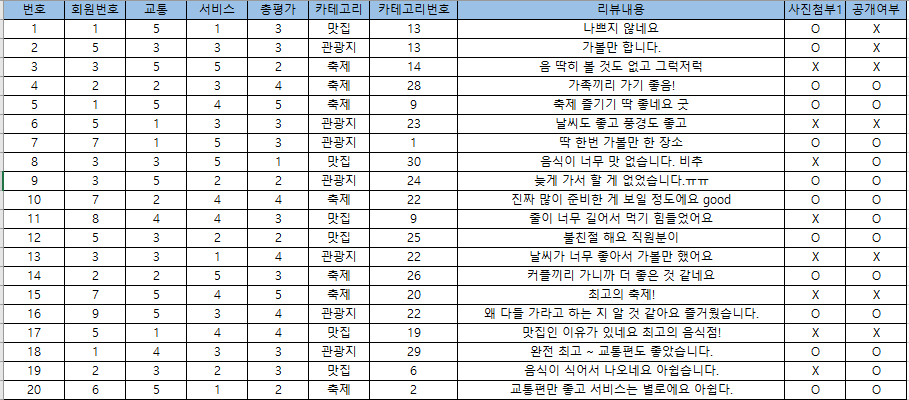 번호 회원번호 교통 서비스 총평가 카테고리 카테고리번호 리뷰내용 사진첨부1 공개여부
1 1 5 1 3 맛집 13 나쁘지 않네요 O X
2 5 3 3 3 관광지 13 가볼만 합니다. O X
3 3 5 5 2 축제 14 음 딱히 볼 것도 없고 그럭저럭 X X
4 2 2 3 4 축제 28 가족끼리 가기 좋음! O O
5 1 5 4 5 축제 9 축제 즐기기 딱 좋네요 굿 O O
6 5 1 3 3 관광지 23 날씨도 좋고 풍경도 좋고 X X
7 7 1 5 3 관광지 1 딱 한번 가볼만 한 장소 O O
8 3 3 5 1 맛집 30 음식이 너무 맛 없습니다. 비추 X O
9 3 5 2 2 관광지 24 늦게 가서 할 게 없었습니다.ㅠㅠ O O
10 7 2 4 4 축제 22 진짜 많이 준비한 게 보일 정도에요 good O O
11 8 4 4 3 맛집 9 줄이 너무 길어서 먹기 힘들었어요 X O
12 5 3 2 2 맛집 25 불친절 해요 직원분이 O O
13 3 3 1 4 관광지 22 날씨가 너무 좋아서 가볼만 했어요 X X
14 2 2 5 3 축제 26 커플끼리 가니까 더 좋은 것 같네요 O O
15 7 5 4 5 축제 20 최고의 축제! X X
16 9 5 3 4 관광지 22 왜 다들 가라고 하는 지 알 것 같아요 즐거웠습니다. O O
17 5 1 4 4 맛집 19 맛집인 이유가 있네요 최고의 음식점! X X
18 1 4 3 3 관광지 29 완전 최고 ~ 교통편도 좋았습니다. O O
19 2 3 2 3 맛집 6 음식이 식어서 나오네요 아쉽습니다. X O
20 6 5 1 2 축제 2 교통편만 좋고 서비스는 별로에요 아쉽다. O O